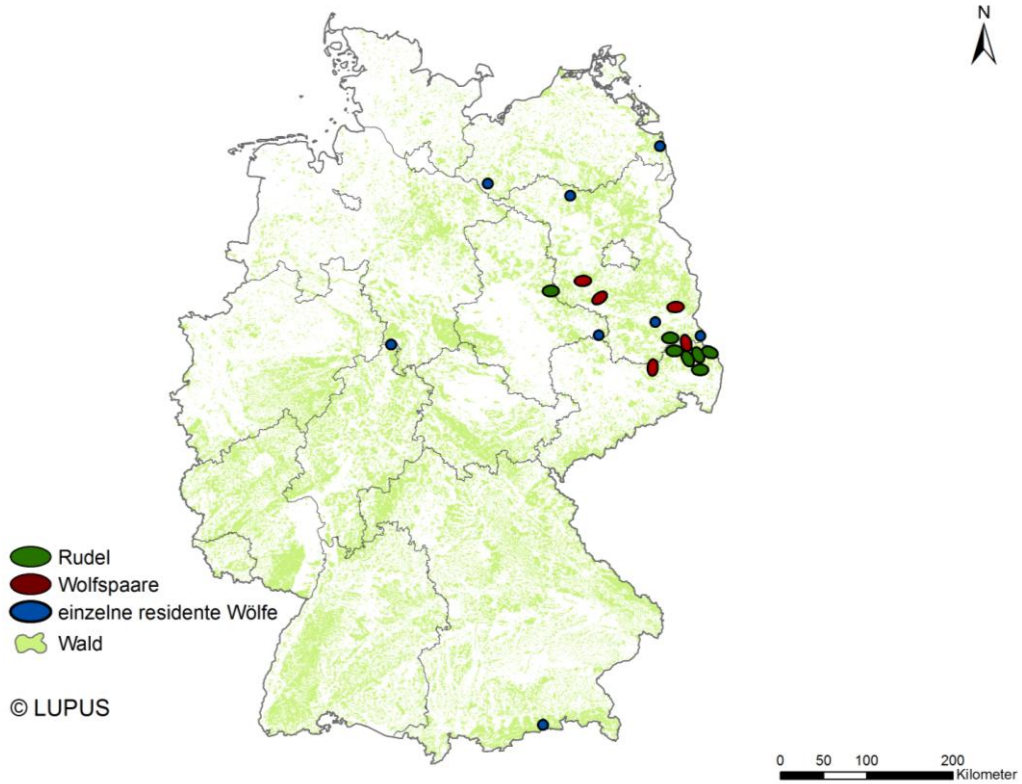 N
Rudel
Wolfspaare
einzelne residente Wölfe
Wald
© LUPUS
0 50 100 200
Kilometer